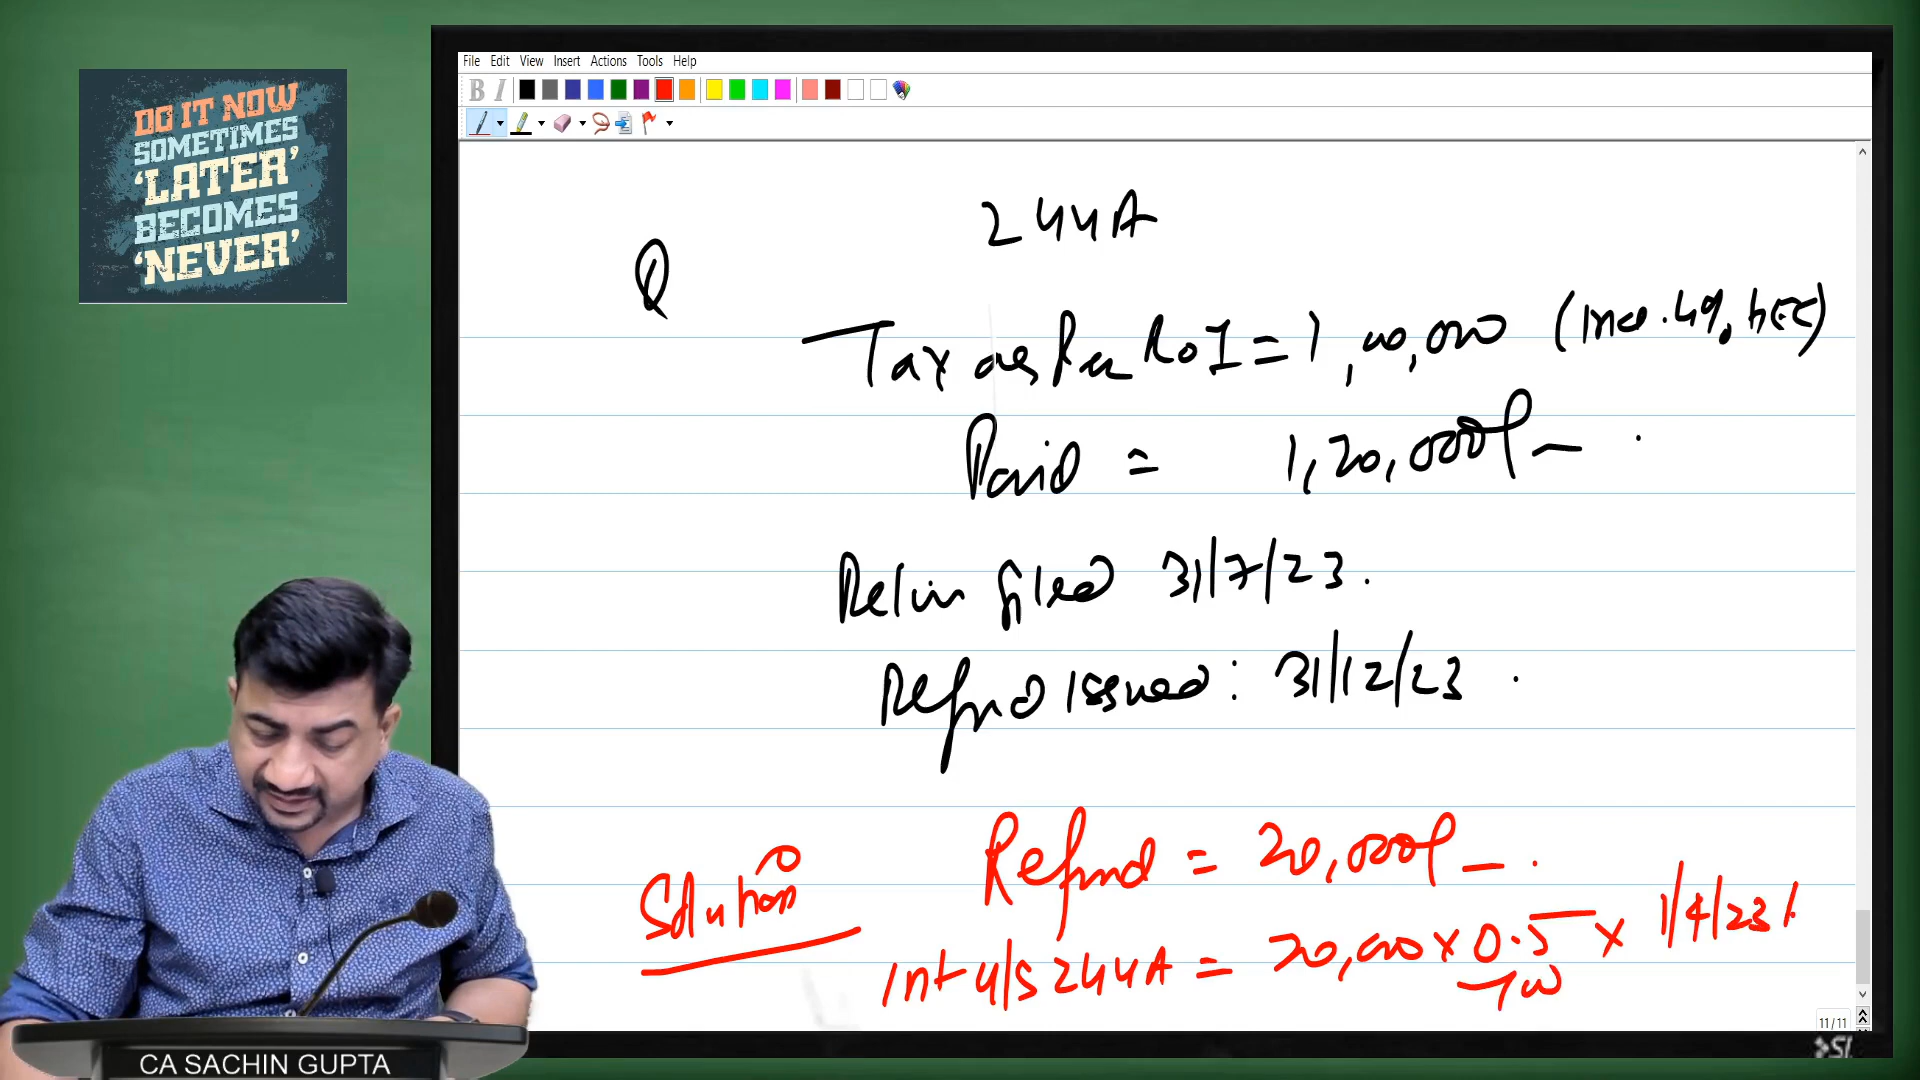 DO IT NOW
SOMETIMES
'LATER'
BECOMES
'NEVER'
File Edit View Insert Actions Tools Help
B I
244A
Q
Tax as Per RoI = 1,00,000 (Inc. 4% HEC)
Paid = 1,20,000/-
Return filed 31/7/23.
Refund Issued: 31/12/23.
Solution
Refund = 20,000/-.
Int u/s 244A = 20,000 × 0.5/100 × 1/4/23
11/11
CA SACHIN GUPTA